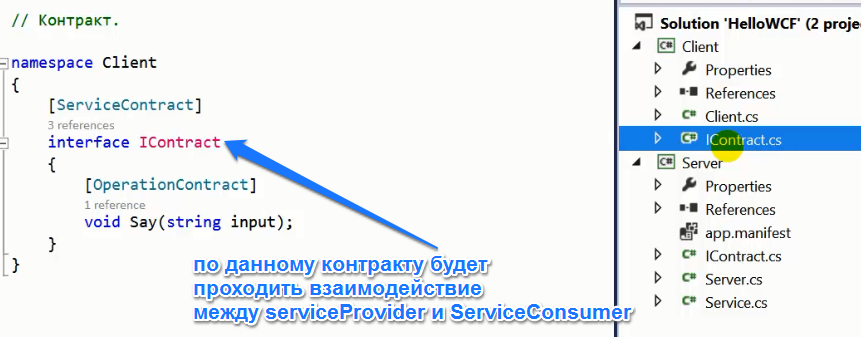 // Контракт.
namespace Client
{
[ServiceContract]
3 references
interface IContract
{
[OperationContract]
1 reference
void Say(string input);
}
}
по данному контракту будет
проходить взаимодействие
между serviceProvider и ServiceConsumer
Solution 'HelloWCF' (2 proje
Client
Properties
References
Client.cs
IContract.cs
Server
Properties
References
app.manifest
IContract.cs
Server.cs
Service.cs